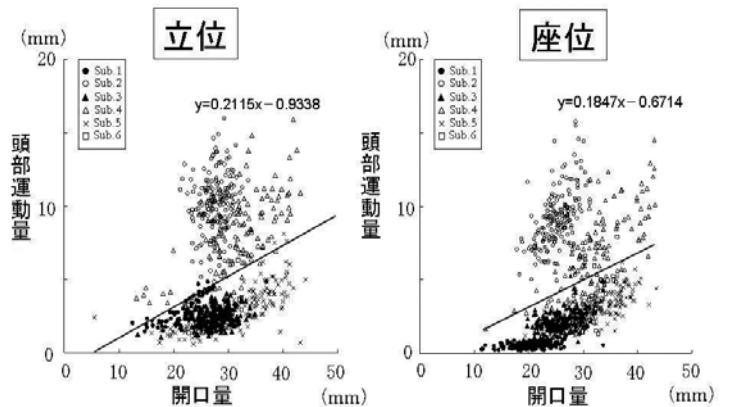 立位
(mm)
20
10
0
頭部運動量
● Sub.1
○ Sub.2
▲ Sub.3
△ Sub.4
× Sub.5
□ Sub.6
y=0.2115x-0.9338
0 10 20 30 40 50
開口量 (mm)
座位
(mm)
20
10
0
頭部運動量
● Sub.1
○ Sub.2
▲ Sub.3
△ Sub.4
× Sub.5
□ Sub.6
y=0.1847x-0.6714
0 10 20 30 40 50
開口量 (mm)